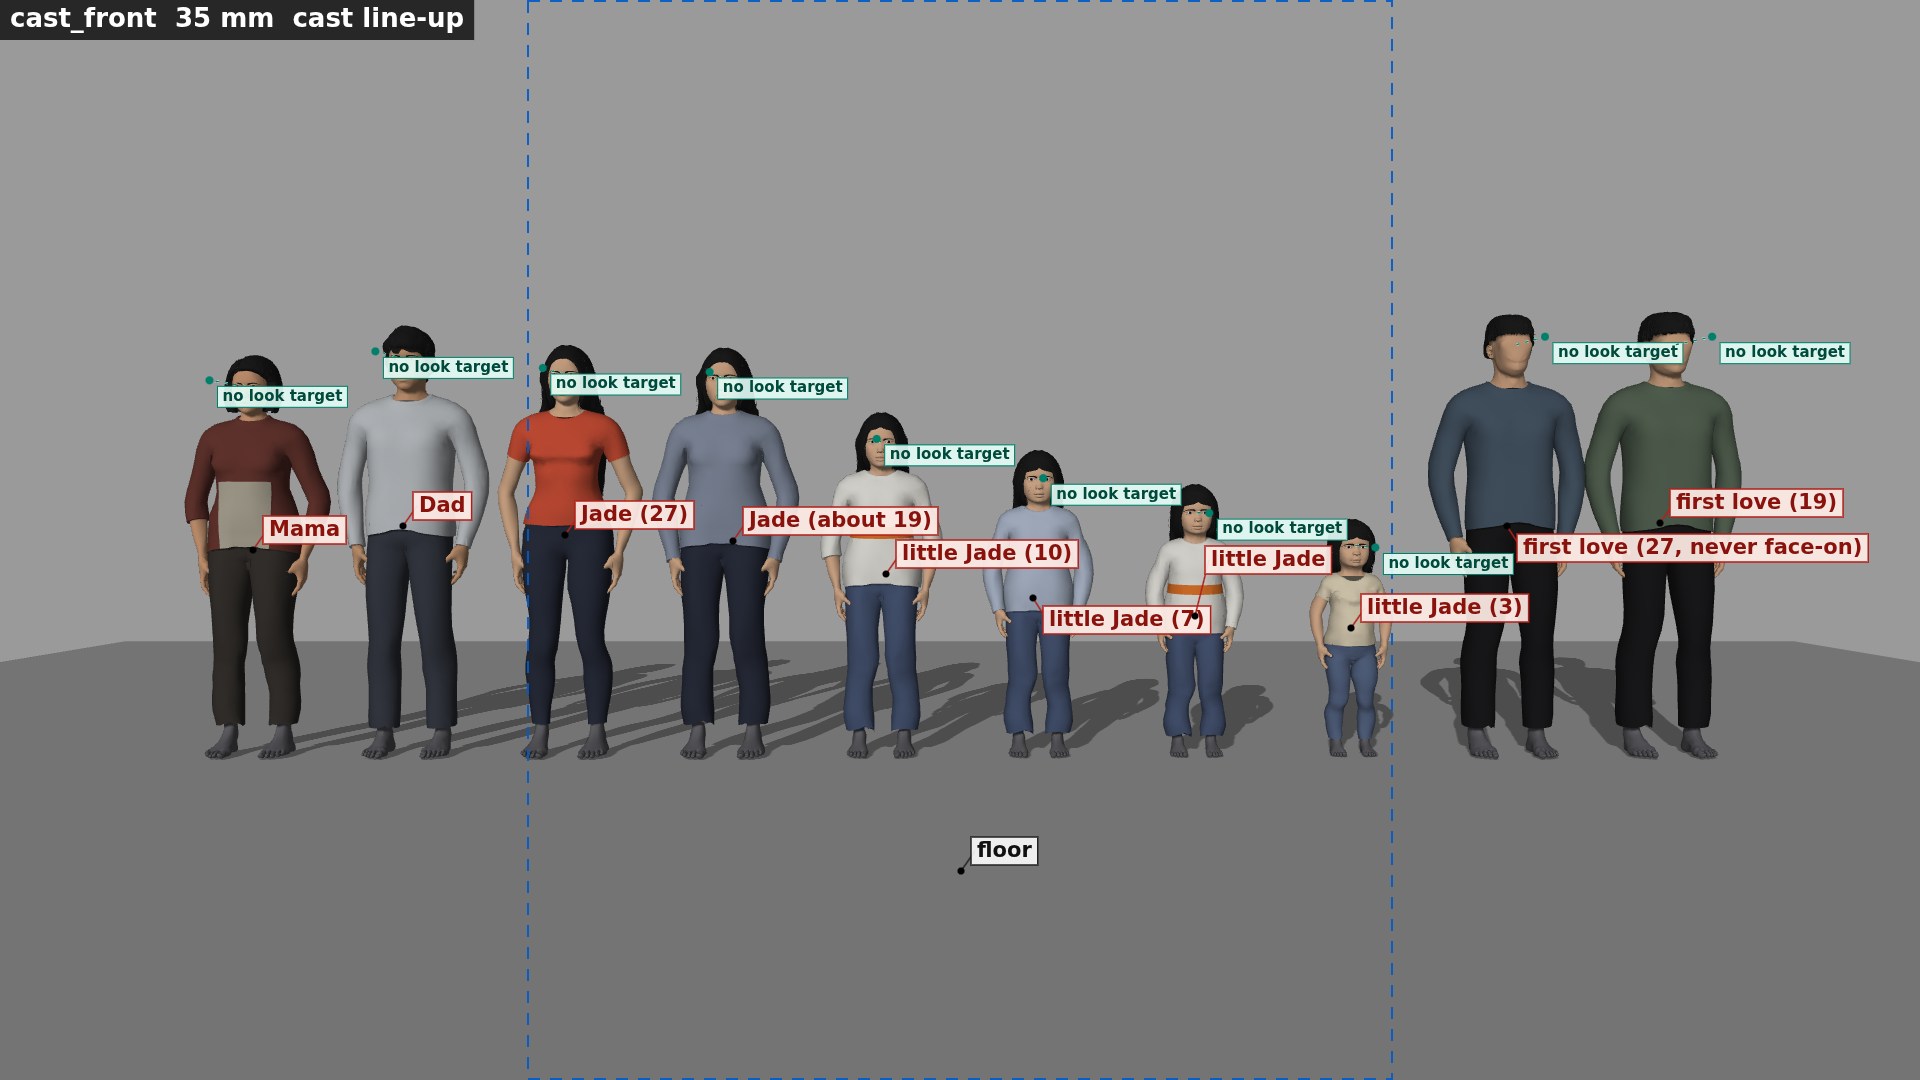 cast_front 35 mm cast line-up
no look target
no look target
no look target
no look target
no look target
no look target
no look target
no look target
no look target
no look target
Mama
Dad
Jade (27)
Jade (about 19)
little Jade (10)
little Jade (7)
little Jade
little Jade (3)
first love (27, never face-on)
first love (19)
floor